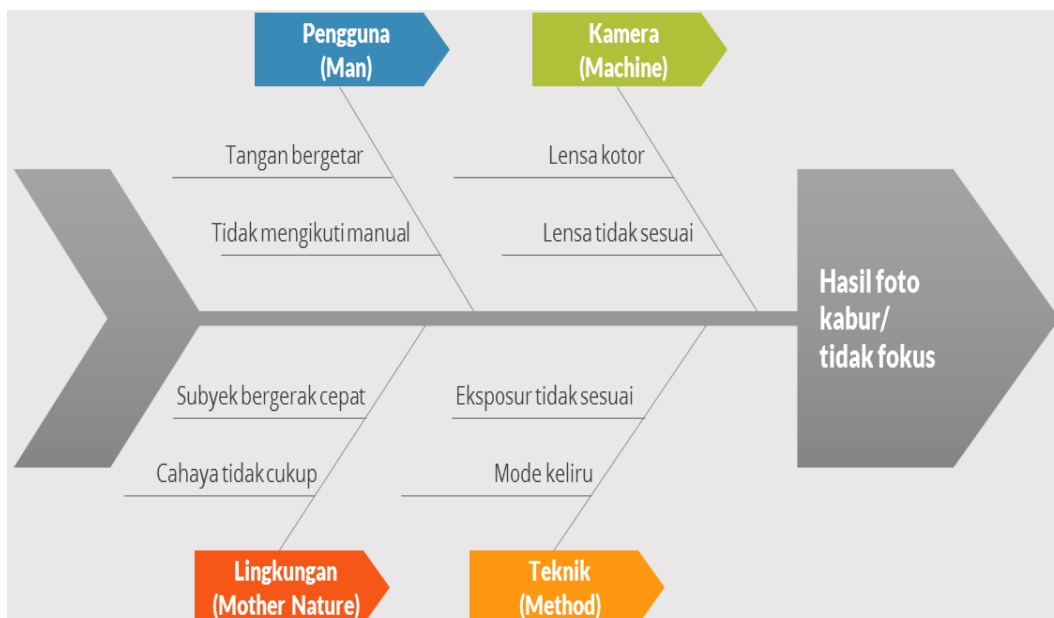 Pengguna
(Man)
Kamera
(Machine)
Tangan bergetar
Lensa kotor
Tidak mengikuti manual
Lensa tidak sesuai
Hasil foto
kabur/
tidak fokus
Subyek bergerak cepat
Eksposur tidak sesuai
Cahaya tidak cukup
Mode keliru
Lingkungan
(Mother Nature)
Teknik
(Method)